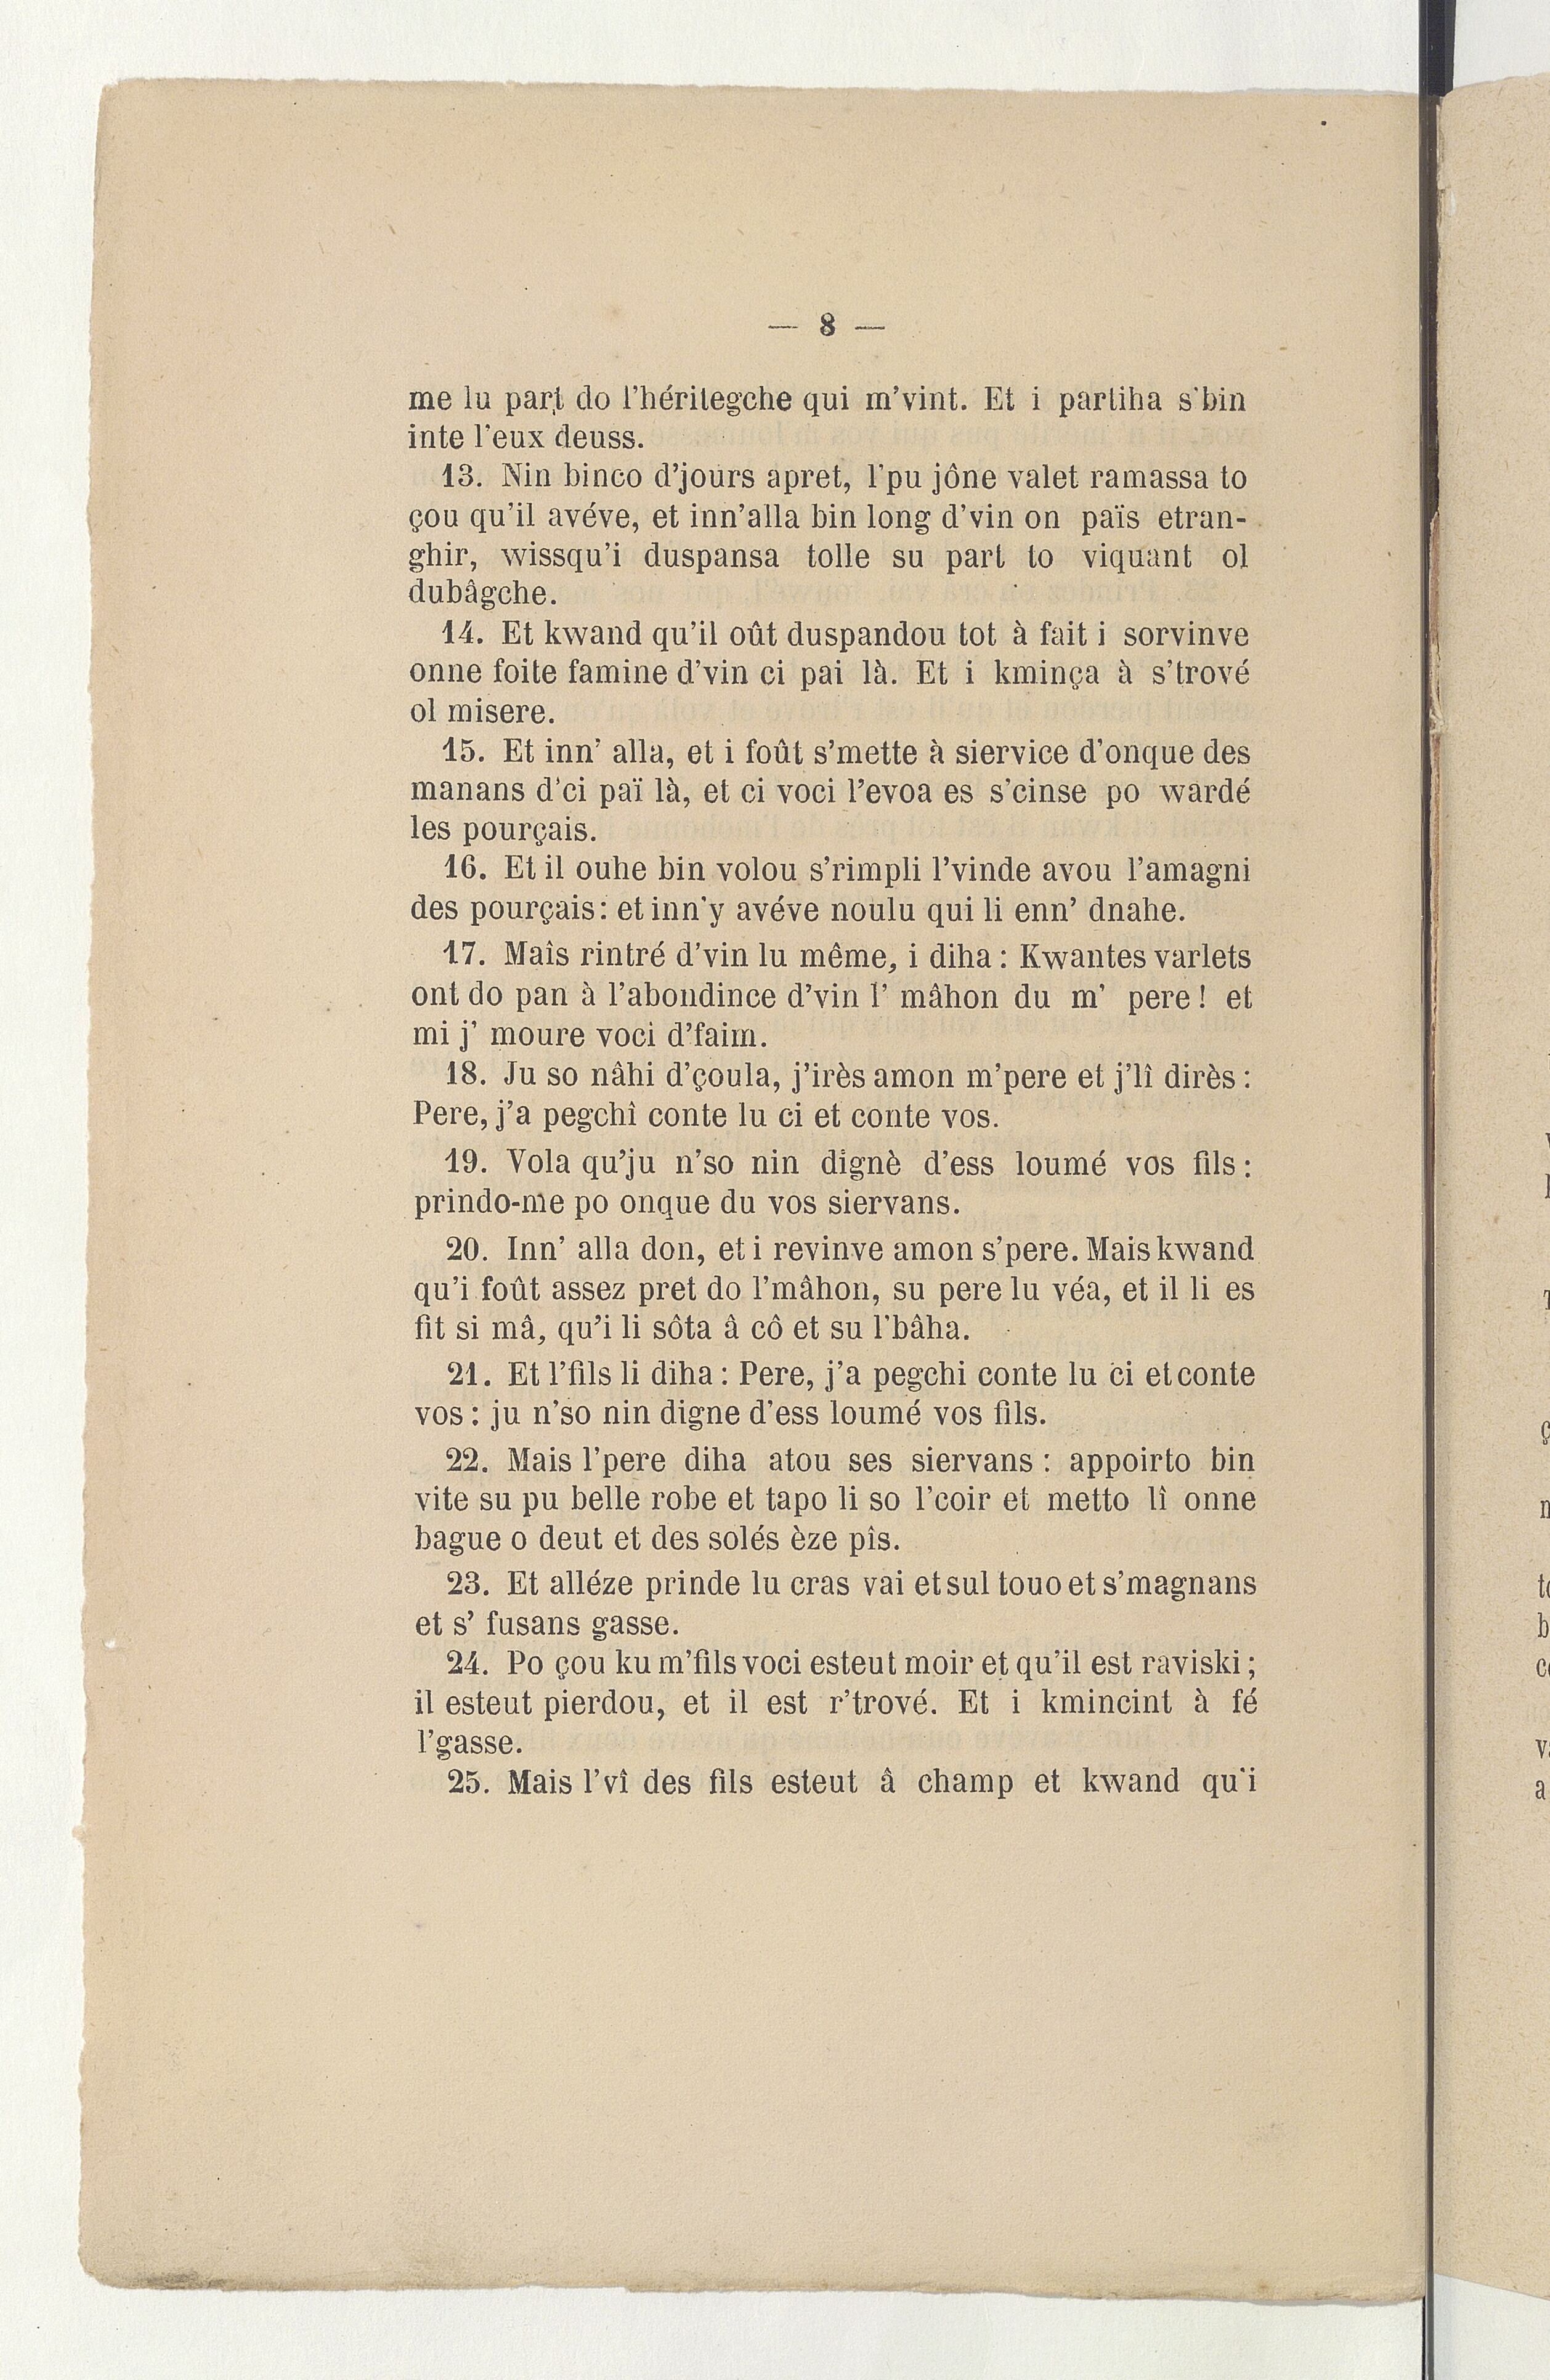 — 8 —
me lu part do l'héritegche qui m'vint. Et i partiha s'bin
inte l'eux deuss.
13. Nin binco d'jours apret, l'pu jône valet ramassa to
çou qu'il avéve, et inn'alla bin long d'vin on païs etran-
ghir, wissqu'i duspansa tolle su part to viquant ol
dubâgche.
14. Et kwand qu'il oût duspandou tot à fait i sorvinve
onne foite famine d'vin ci pai là. Et i kminça à s'trové
ol misere.
15. Et inn' alla, et i foût s'mette à siervice d'onque des
manans d'ci paï là, et ci voci l'evoa es s'cinse po wardé
les pourçais.
16. Et il ouhe bin volou s'rimpli l'vinde avou l'amagni
des pourçais: et inn'y avéve noulu qui li enn' dnahe.
17. Maîs rintré d'vin lu même, i diha : Kwantes varlets
ont do pan à l'abondince d'vin l' mâhon du m' pere ! et
mi j' moure voci d'faim.
18. Ju so nâhi d'çoula, j'irès amon m'pere et j'lî dirès :
Pere, j'a pegchî conte lu ci et conte vos.
19. Vola qu'ju n'so nin dignè d'ess loumé vos fils :
prindo-me po onque du vos siervans.
20. Inn' alla don, et i revinve amon s'pere. Mais kwand
qu'i foût assez pret do l'mâhon, su pere lu véa, et il li es
fit si mâ, qu'i li sôta â cô et su l'bâha.
21. Et l'fils li diha : Pere, j'a pegchi conte lu ci et conte
vos : ju n'so nin digne d'ess loumé vos fils.
22. Mais l'pere diha atou ses siervans : appoirto bin
vite su pu belle robe et tapo li so l'coir et metto lî onne
bague o deut et des solés èze pîs.
23. Et alléze prinde lu cras vai et sul touo et s'magnans
et s' fusans gasse.
24. Po çou ku m'fils voci esteut moir et qu'il est raviski ;
il esteut pierdou, et il est r'trové. Et i kmincint à fé
l'gasse.
25. Mais l'vî des fils esteut â champ et kwand qu'i